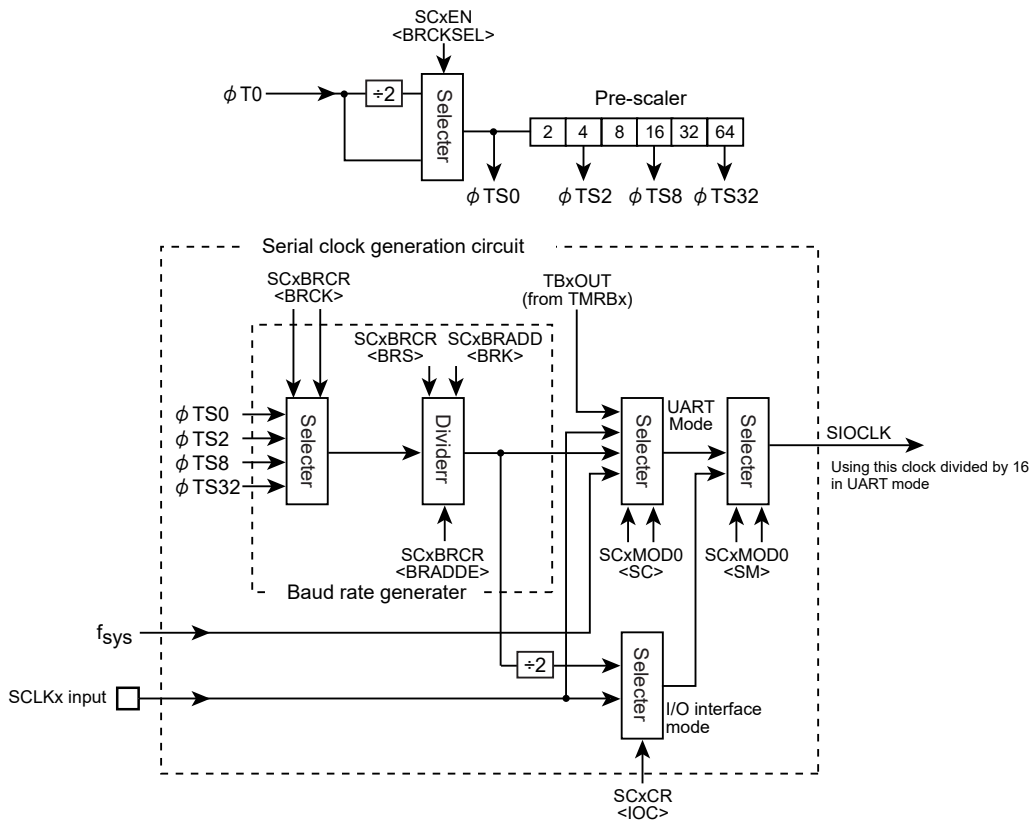 SCxEN
<BRCKSEL>
ϕT0
÷2
Selecter
Pre-scaler
2 4 8 16 32 64
ϕTS0
ϕTS2 ϕTS8 ϕTS32
Serial clock generation circuit
SCxBRCR
<BRCK>
TBxOUT
(from TMRBx)
SCxBRCR
<BRS>
SCxBRADD
<BRK>
ϕTS0
ϕTS2
ϕTS8
ϕTS32
Selecter
Dividerr
Selecter
UART
Mode
Selecter
SIOCLK
Using this clock divided by 16
in UART mode
SCxBRCR
<BRADDE>
SCxMOD0
<SC>
SCxMOD0
<SM>
Baud rate generater
fsys
÷2
Selecter
SCLKx input
I/O interface
mode
SCxCR
<IOC>